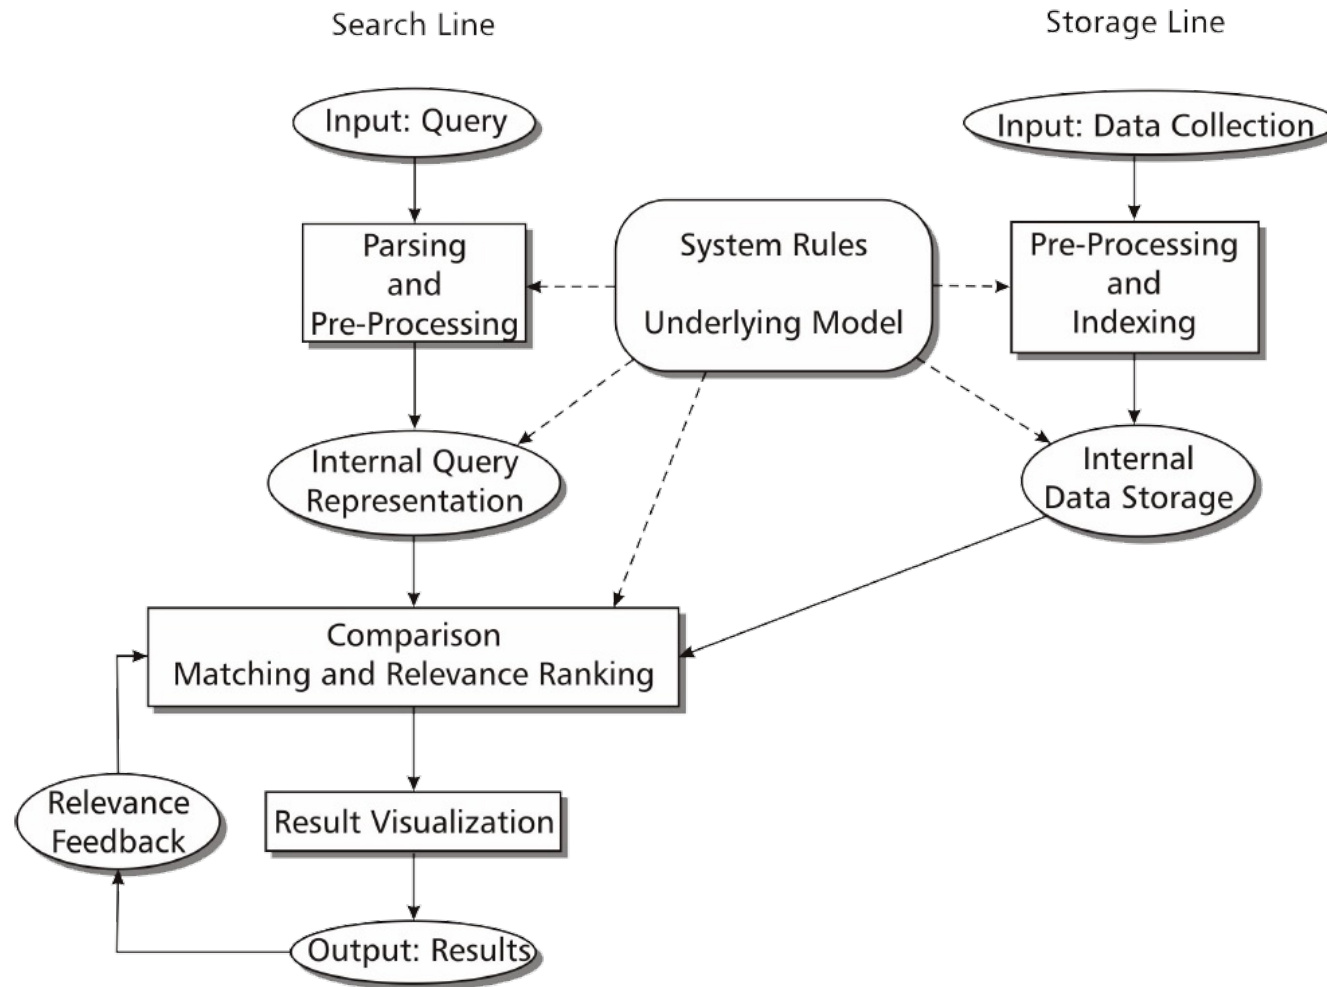 Search Line
Storage Line
Input: Query
Input: Data Collection
Parsing
and
Pre-Processing
System Rules
Underlying Model
Pre-Processing
and
Indexing
Internal Query
Representation
Internal
Data Storage
Comparison
Matching and Relevance Ranking
Relevance
Feedback
Result Visualization
Output: Results